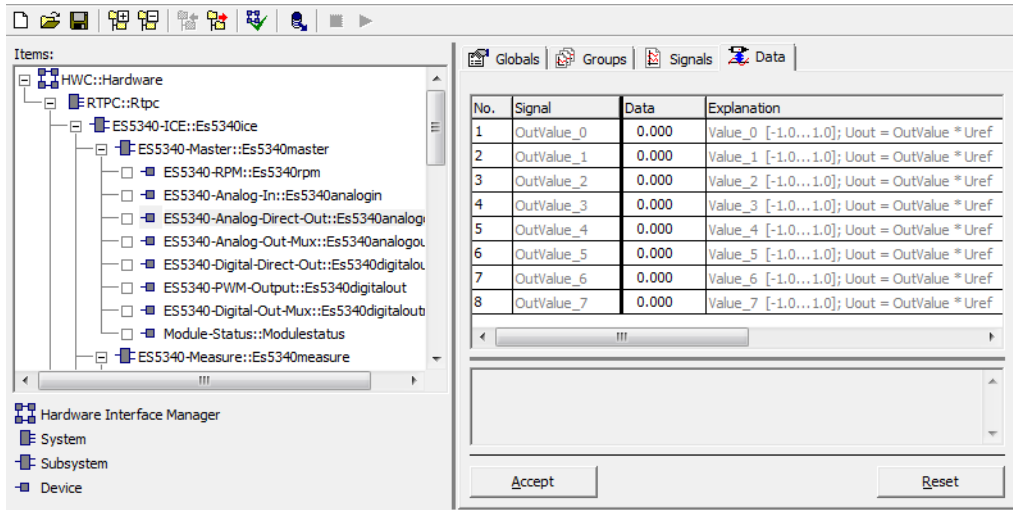 Items:
HWC::Hardware
RTPC::Rtpc
ES5340-ICE::Es5340ice
ES5340-Master::Es5340master
ES5340-RPM::Es5340rpm
ES5340-Analog-In::Es5340analogin
ES5340-Analog-Direct-Out::Es5340analog
ES5340-Analog-Out-Mux::Es5340analogou
ES5340-Digital-Direct-Out::Es5340digitalou
ES5340-PWM-Output::Es5340digitalout
ES5340-Digital-Out-Mux::Es5340digitalout
Module-Status::Modulestatus
ES5340-Measure::Es5340measure
Hardware Interface Manager
System
Subsystem
Device
Globals Groups Signals Data
No. Signal Data Explanation
1 OutValue_0 0.000 Value_0 [-1.0...1.0]; Uout = OutValue * Uref
2 OutValue_1 0.000 Value_1 [-1.0...1.0]; Uout = OutValue * Uref
3 OutValue_2 0.000 Value_2 [-1.0...1.0]; Uout = OutValue * Uref
4 OutValue_3 0.000 Value_3 [-1.0...1.0]; Uout = OutValue * Uref
5 OutValue_4 0.000 Value_4 [-1.0...1.0]; Uout = OutValue * Uref
6 OutValue_5 0.000 Value_5 [-1.0...1.0]; Uout = OutValue * Uref
7 OutValue_6 0.000 Value_6 [-1.0...1.0]; Uout = OutValue * Uref
8 OutValue_7 0.000 Value_7 [-1.0...1.0]; Uout = OutValue * Uref
Accept Reset